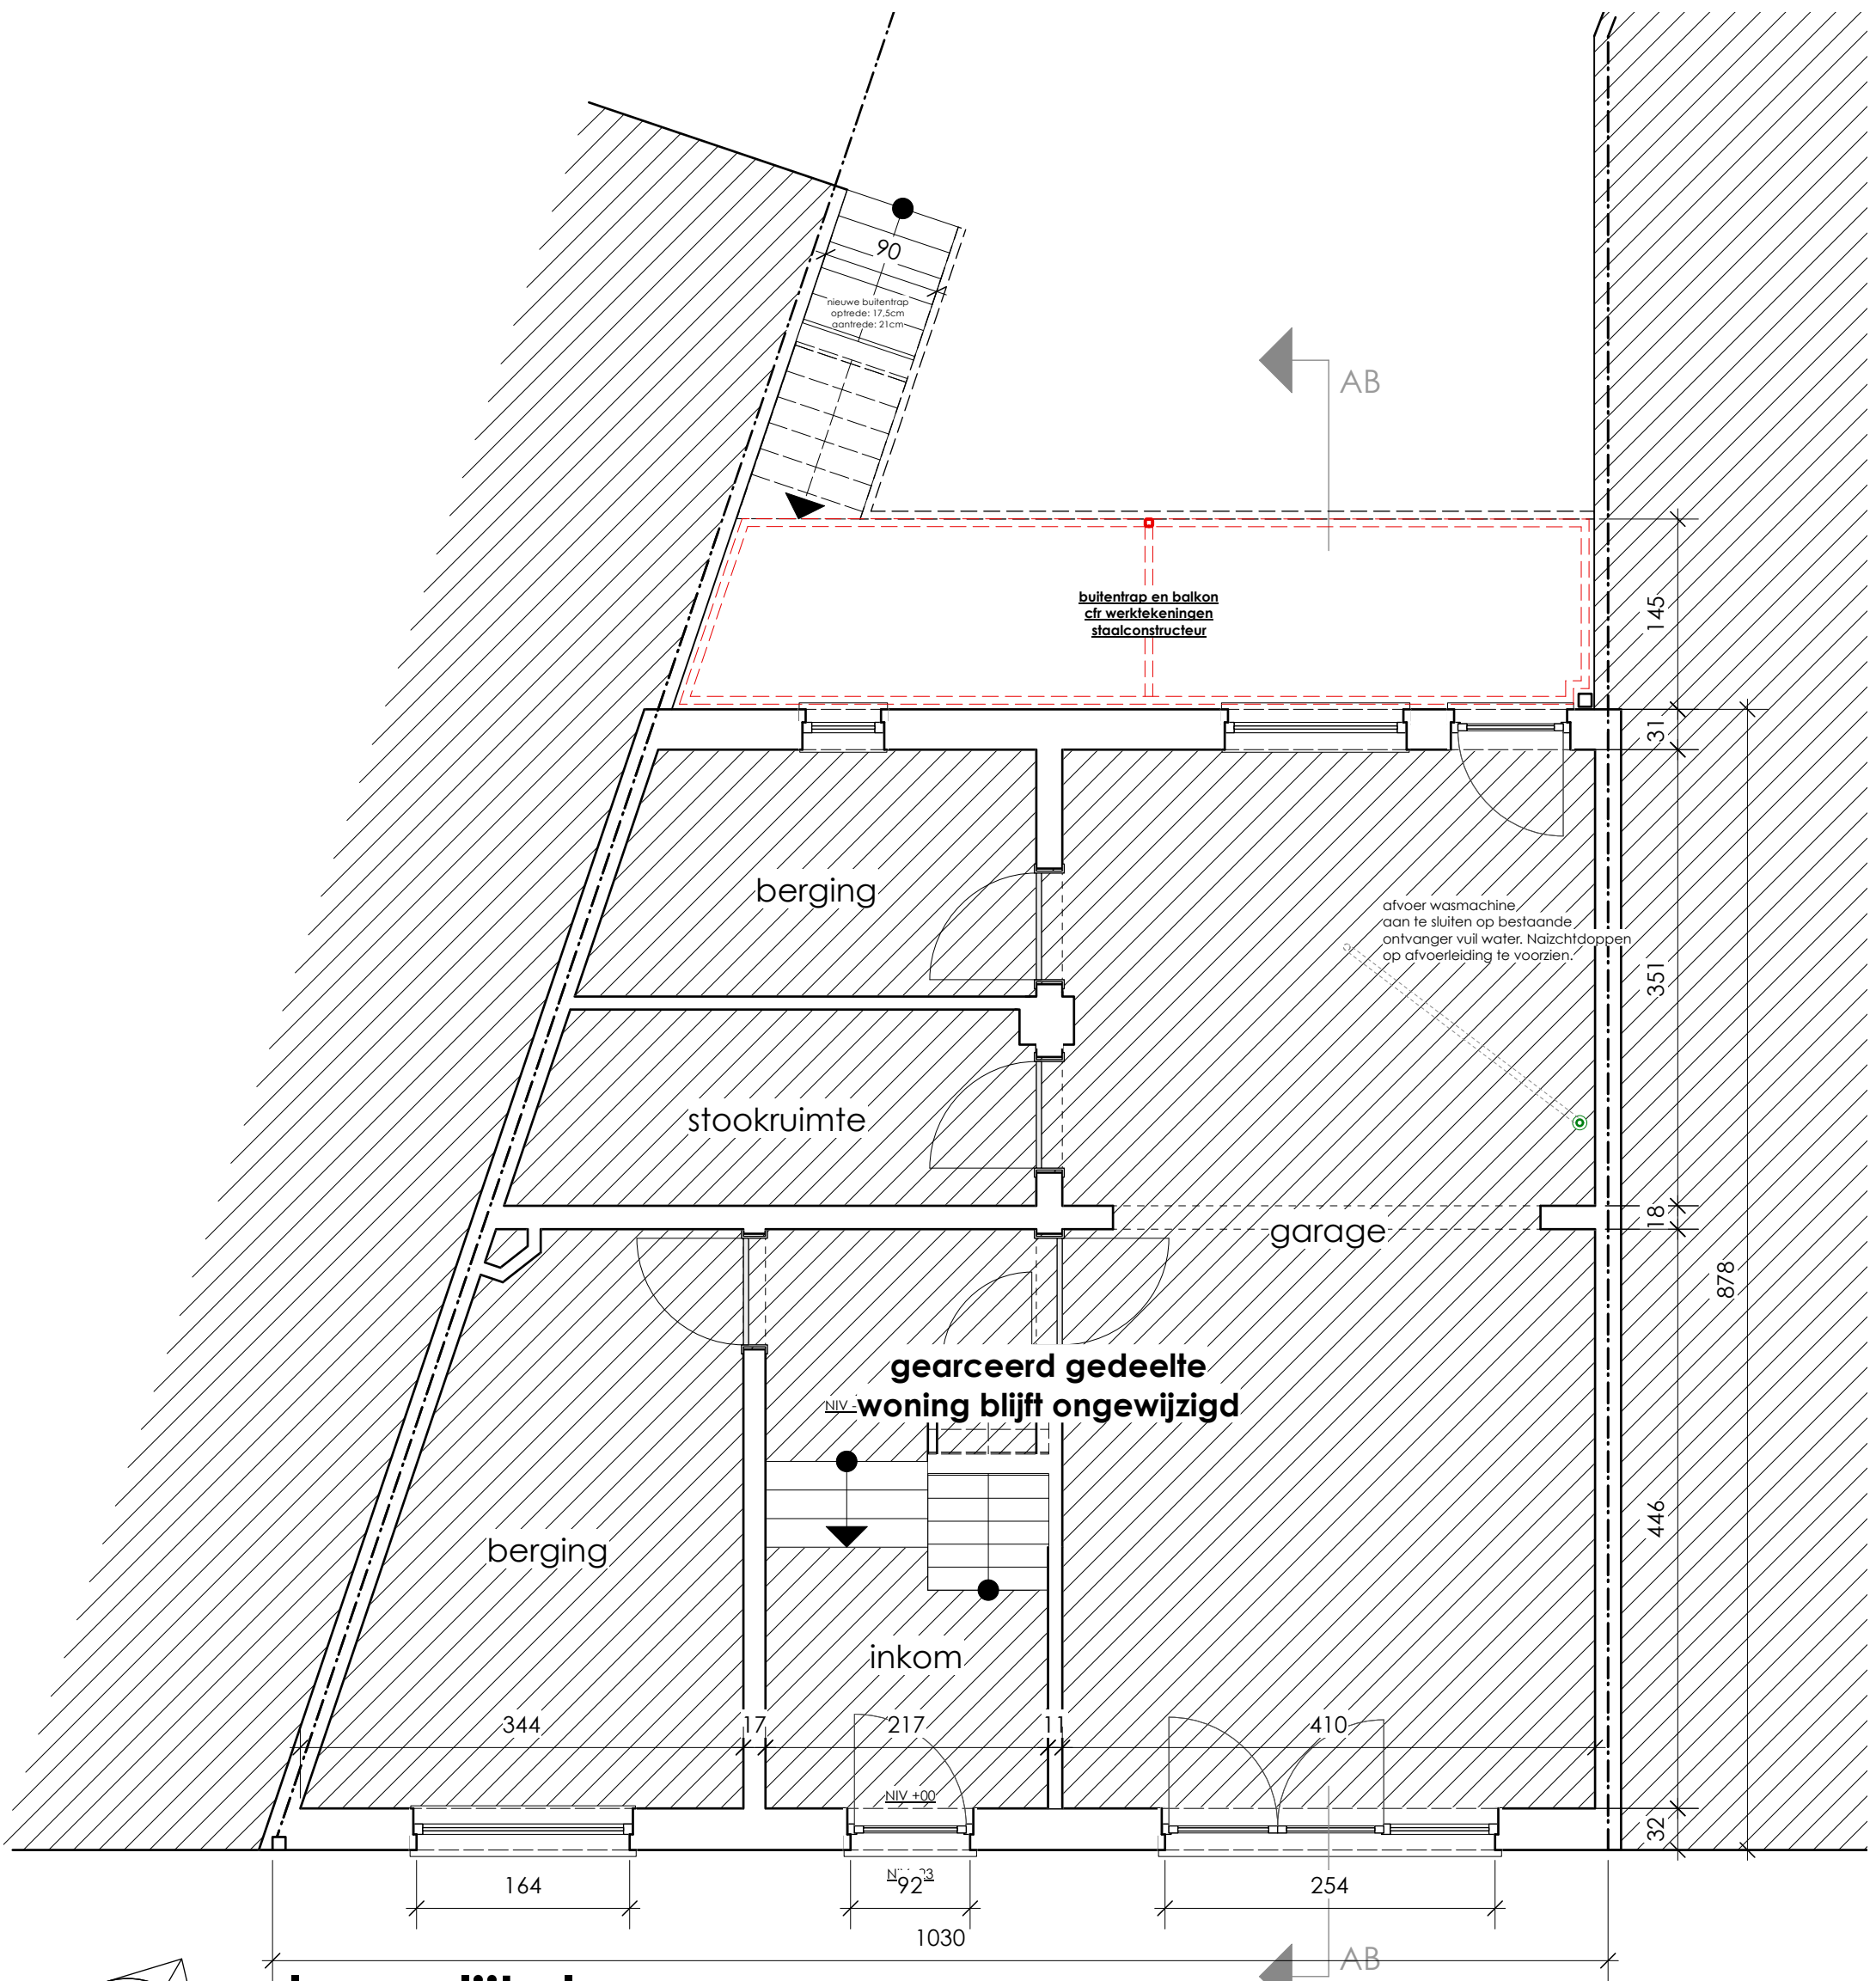 90
nieuwe buitentrap
optrede: 17,5cm
aantrede: 21cm
AB
buitentrap en balkon
cfr werktekeningen
staalconstructeur
145
31
berging
afvoer wasmachine,
aan te sluiten op bestaande
ontvanger vuil water. Naizchtdoppen
op afvoerleiding te voorzien.
351
stookruimte
18
garage
878
gearceerd gedeelte
NIV -
woning blijft ongewijzigd
446
berging
inkom
344
17
217
11
410
NIV +00
32
164
92
254
1030
AB